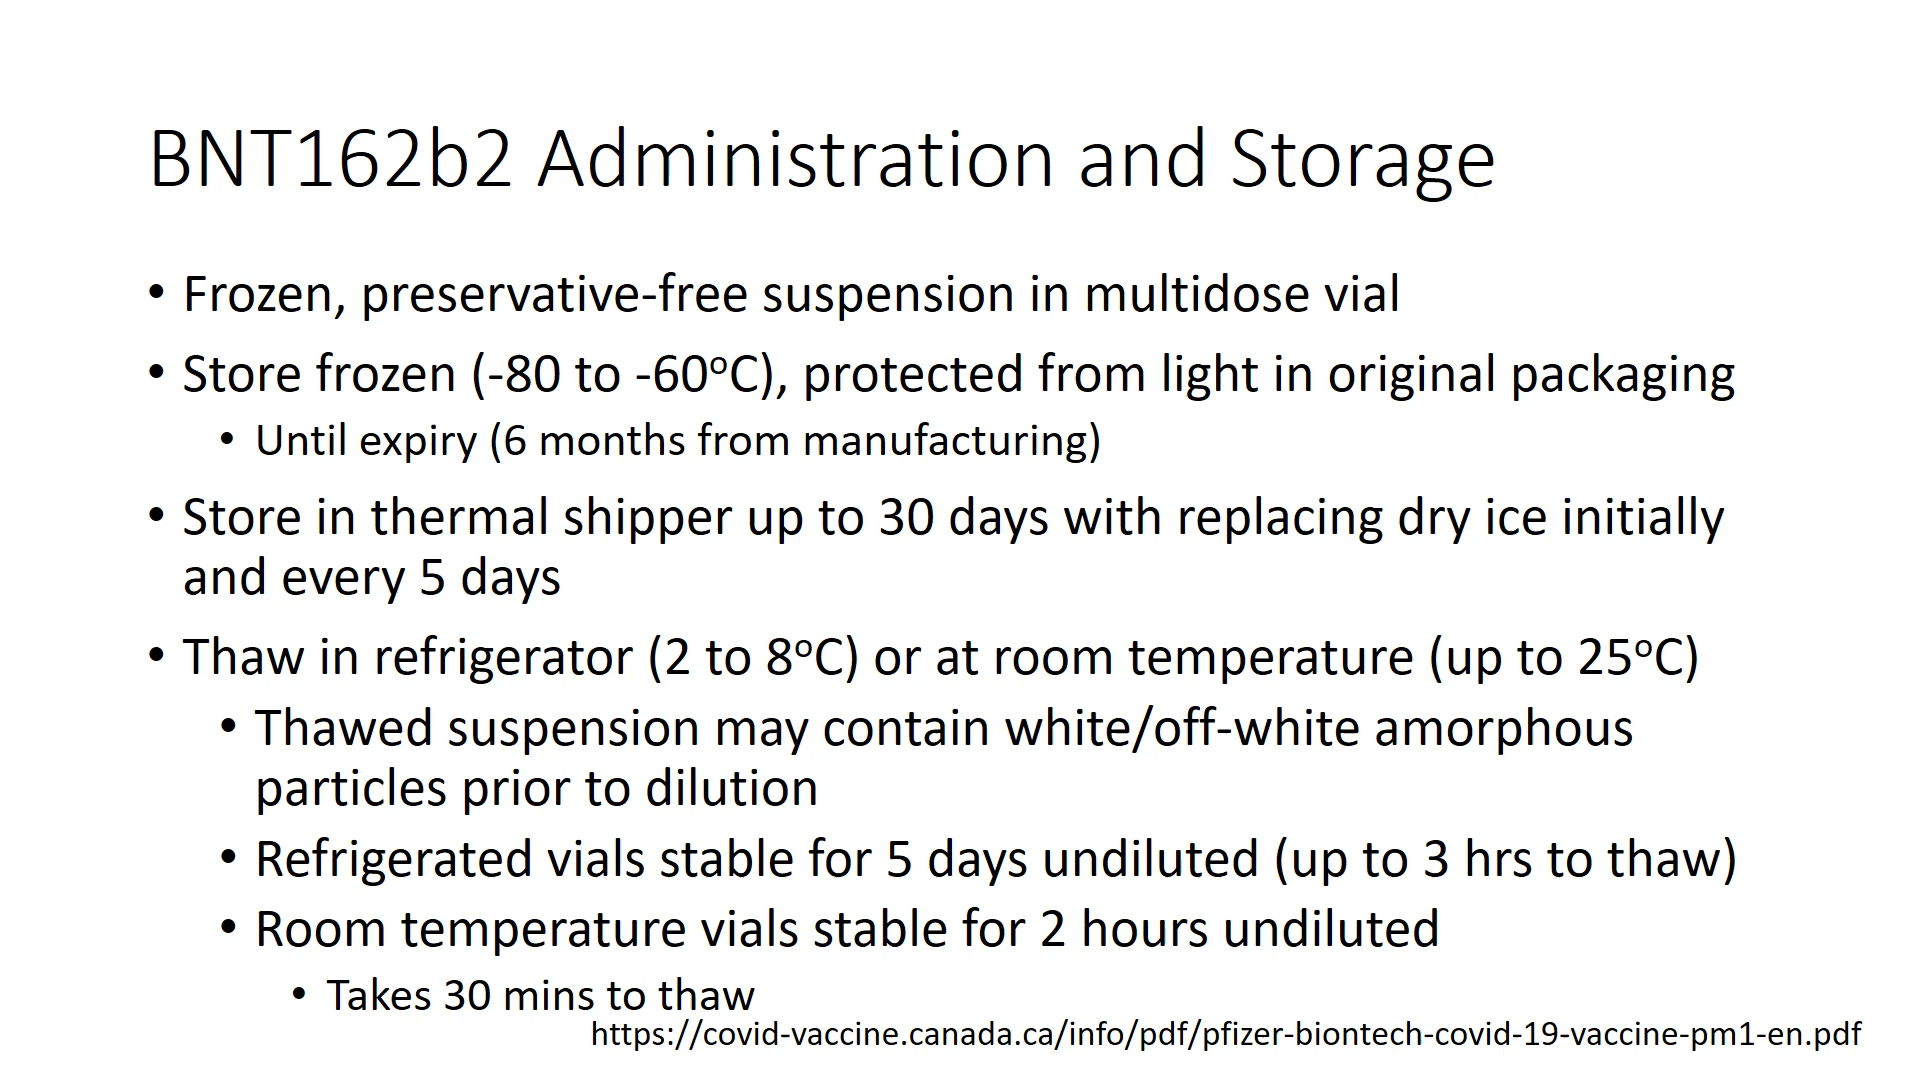 BNT162b2 Administration and Storage
• Frozen, preservative-free suspension in multidose vial
• Store frozen (-80 to -60ºC), protected from light in original packaging
• Until expiry (6 months from manufacturing)
• Store in thermal shipper up to 30 days with replacing dry ice initially
and every 5 days
• Thaw in refrigerator (2 to 8ºC) or at room temperature (up to 25ºC)
• Thawed suspension may contain white/off-white amorphous
particles prior to dilution
• Refrigerated vials stable for 5 days undiluted (up to 3 hrs to thaw)
• Room temperature vials stable for 2 hours undiluted
• Takes 30 mins to thaw
https://covid-vaccine.canada.ca/info/pdf/pfizer-biontech-covid-19-vaccine-pm1-en.pdf